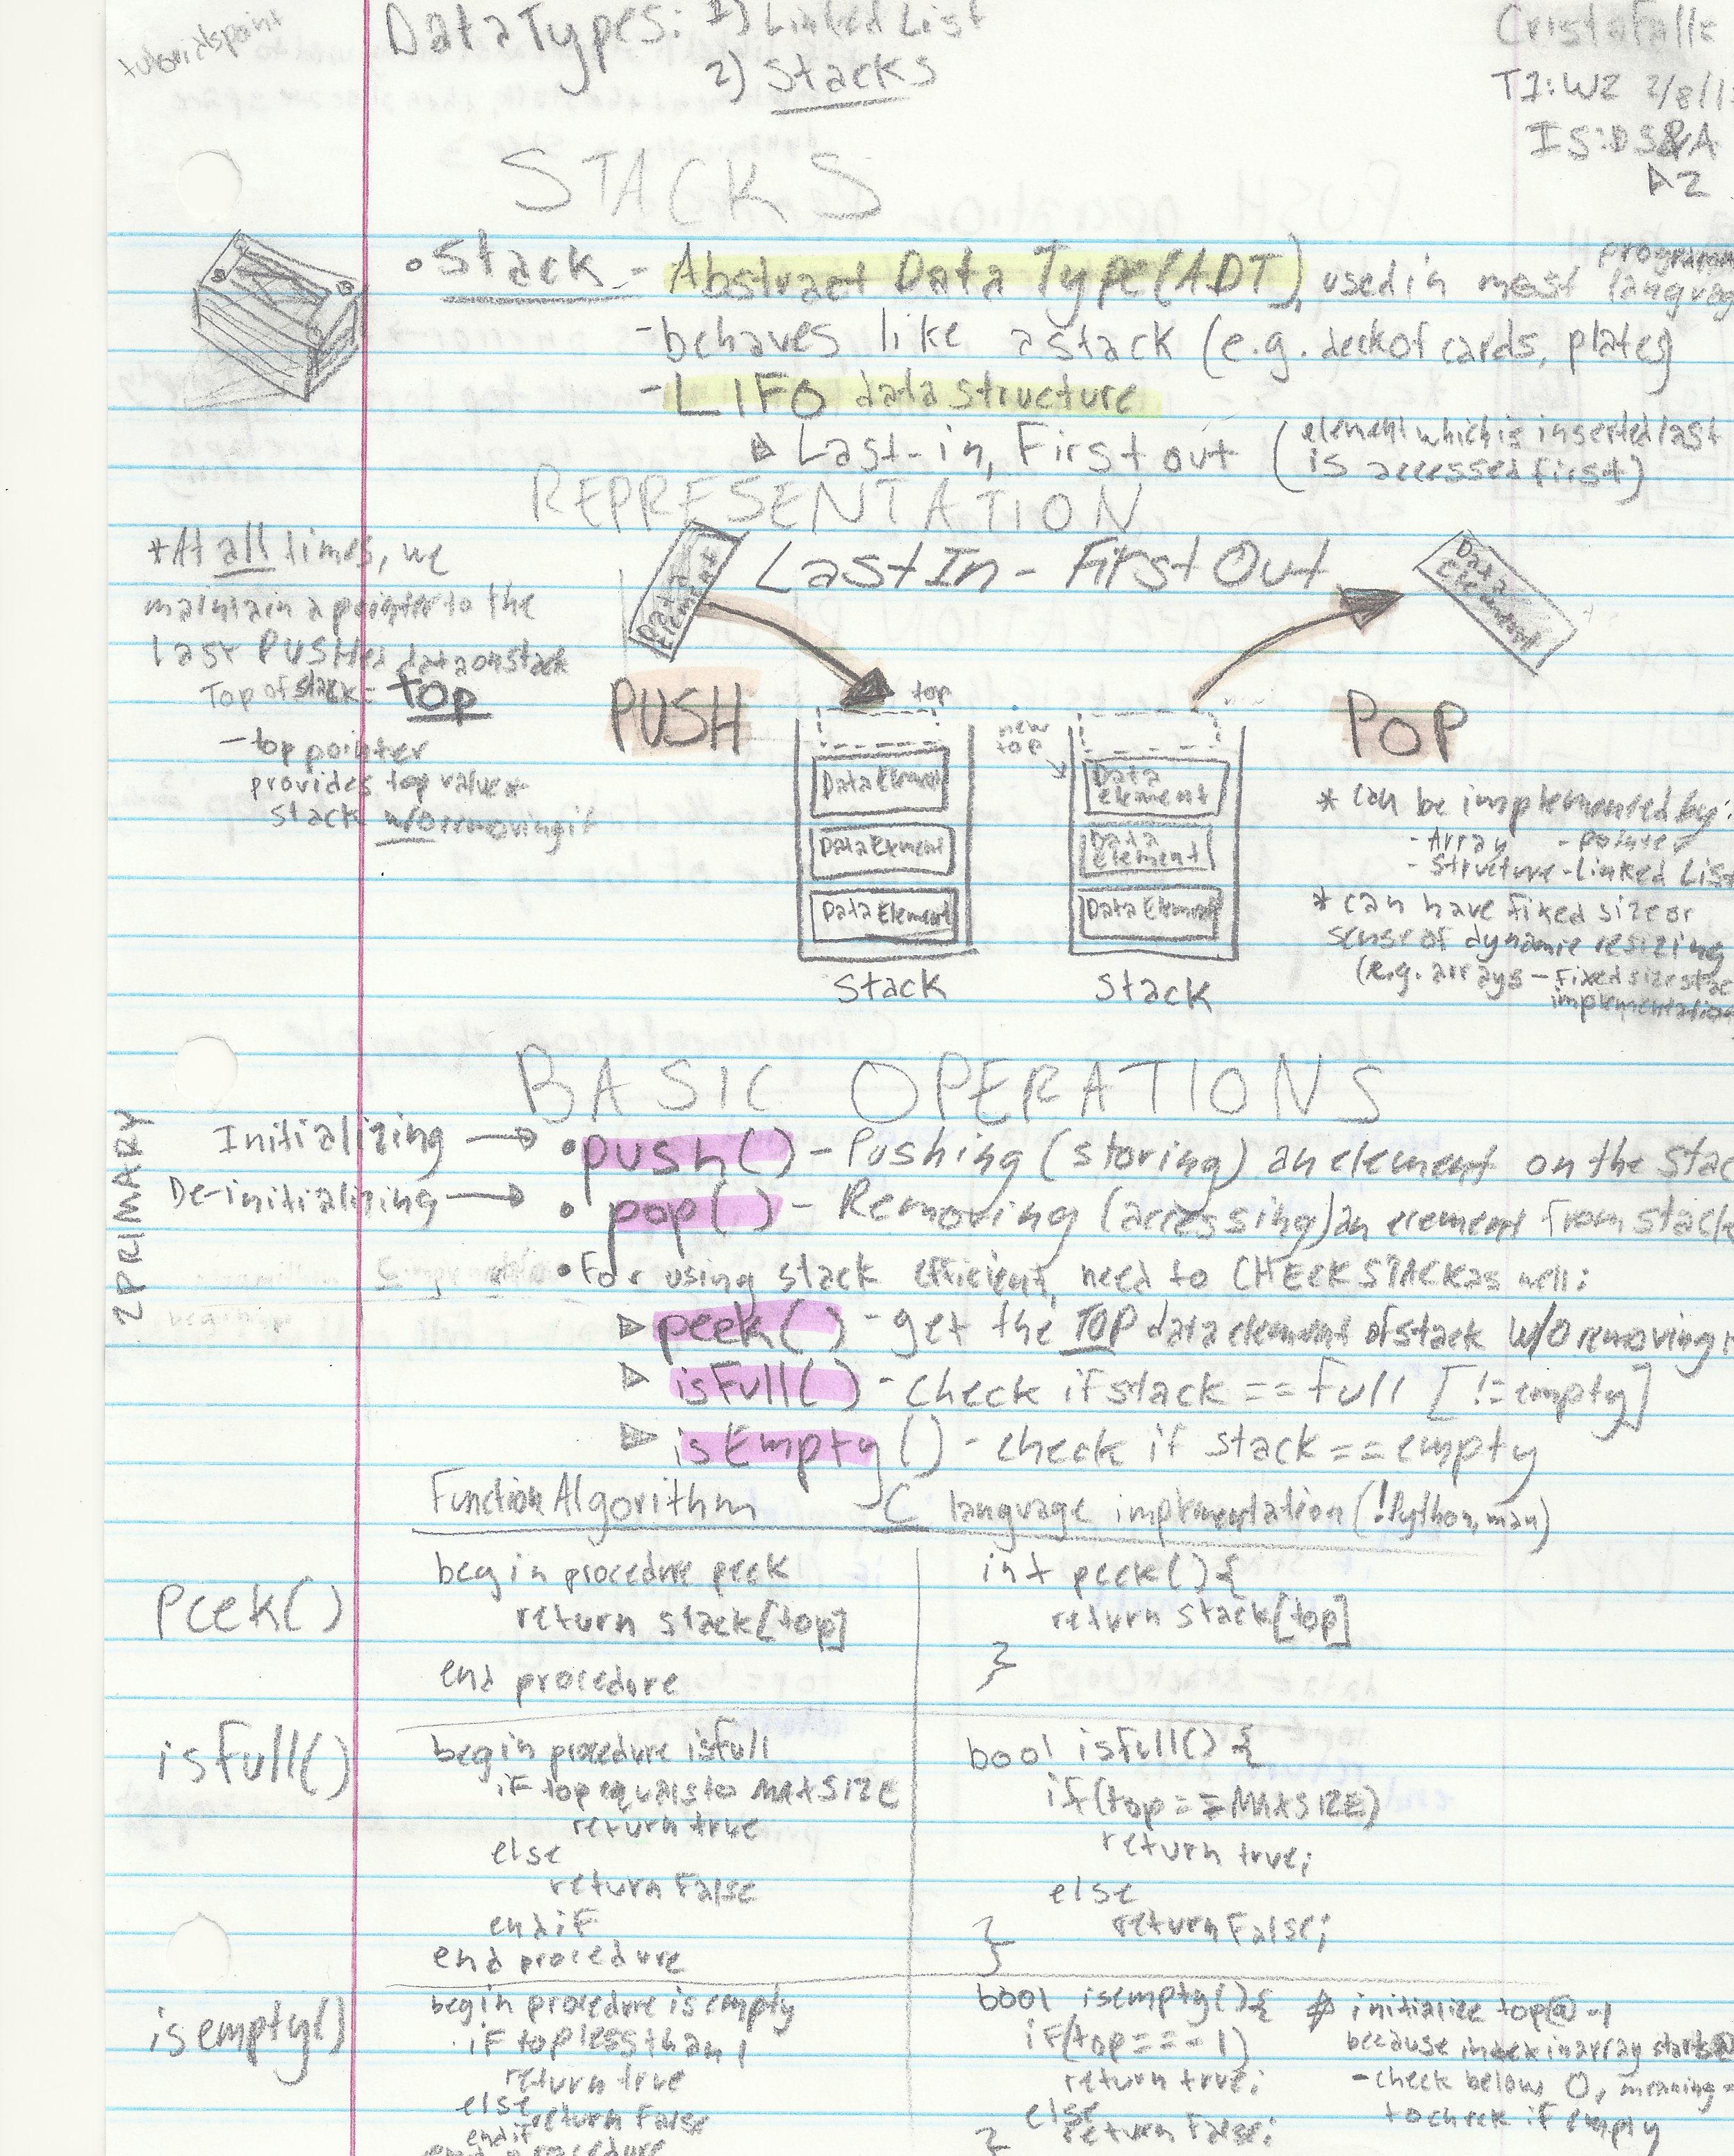 tutorialspoint
Data Types: 1) Linked List
2) Stacks
T1:W2 2/8/1
IS:DS&A
A2
STACKS
• Stack - Abstract Data Type (ADT), used in most
- behaves like a stack (e.g. deck of cards, plates)
- LIFO data structure
Last-in, First out (element which is inserted last
is accessed first)
REPRESENTATION
*At all times, we
maintain a pointer to the
last PUSHed data on stack
Top of stack = top
- top pointer
provides top value
stack w/o removing it
Last In - First Out
Data Element
Data Element
PUSH
top
new top
POP
Data Element
Data Element
Data Element
Stack
Data element
Data element
Data Element
Stack
* can be implemented by:
- Array - pointer
- Structure - Linked List
* can have fixed size or
sense of dynamic resizing
(e.g. arrays - fixed size stac
implementation
BASIC OPERATIONS
2 PRIMARY
Initializing → • push() - Pushing (storing) an element on the stac
De-initializing → • pop() - Removing (accessing) an element from stack
• For using stack efficient, need to CHECK STACK as well:
peek() - get the TOP data element of stack w/o removing
isFull() - check if stack == full [!=empty]
isEmpty() - check if stack == empty
Function Algorithm C language implementation (!Python, man)
Peek()
begin procedure peek
return stack[top]
end procedure
int peek() {
return stack[top]
}
isfull()
begin procedure isfull
if top equals to MAXSIZE
return true
else
return False
endif
end procedure
bool isfull() {
if(top == MAXSIZE)
return true;
else
return False;
}
}
isempty()
begin procedure isempty
if top less than 1
return true
else
return False
endif
end procedure
bool isempty() {
if(top == -1)
return true;
else
return False;
}
initialize top @ -1
because index in array starts @
- check below 0, meaning
to check if empty